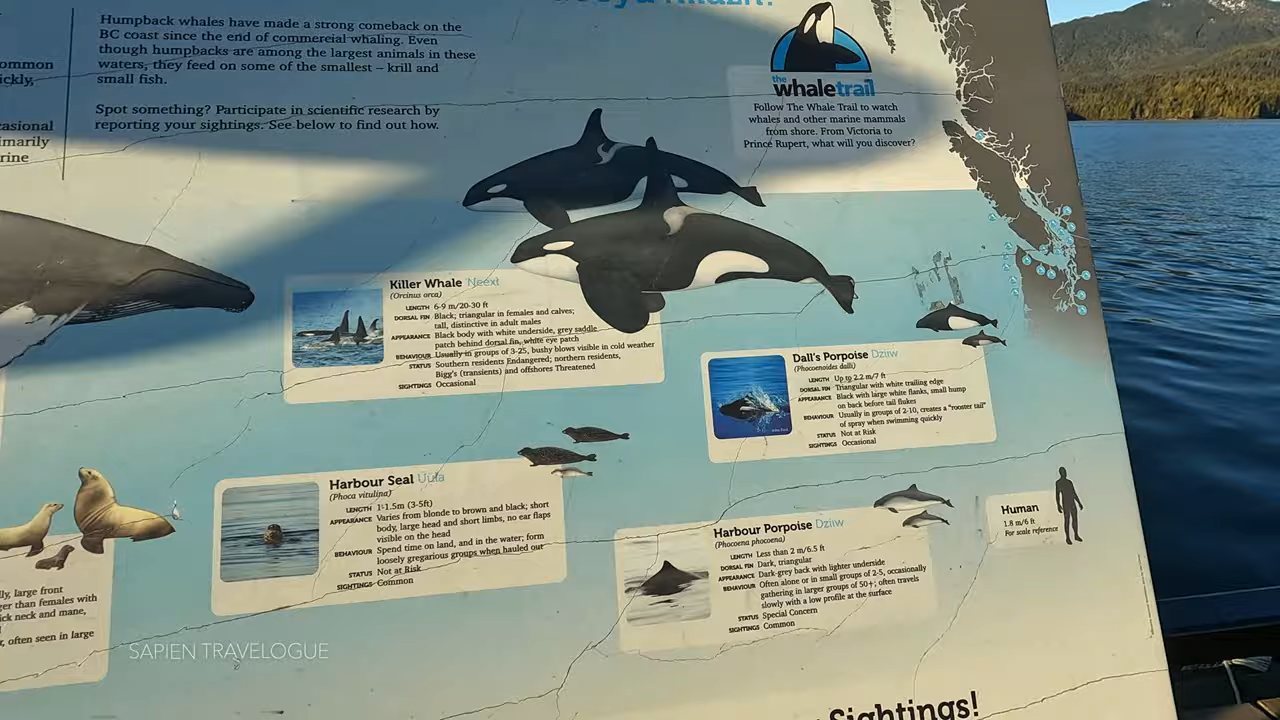 Humpback whales have made a strong comeback on the
BC coast since the end of commercial whaling. Even
though humpbacks are among the largest animals in these
waters, they feed on some of the smallest – krill and
small fish.
Spot something? Participate in scientific research by
reporting your sightings. See below to find out how.
the
whaletrail
Follow The Whale Trail to watch
whales and other marine mammals
from shore. From Victoria to
Prince Rupert, what will you discover?
Killer Whale Neext
(Orcinus orca)
LENGTH 6-9 m/20-30 ft
DORSAL FIN Black; triangular in females and calves;
tall, distinctive in adult males
APPEARANCE Black body with white underside, grey saddle
patch behind dorsal fin, white eye patch
BEHAVIOUR Usually in groups of 3-25, bushy blows visible in cold weather
STATUS Southern residents Endangered; northern residents,
Bigg's (transients) and offshores Threatened
SIGHTINGS Occasional
Dall's Porpoise Dziiw
(Phocoenoides dalli)
LENGTH Up to 2.2 m/7 ft
DORSAL FIN Triangular with white trailing edge
APPEARANCE Black with large white flanks, small hump
on back before tail flukes
BEHAVIOUR Usually in groups of 2-10, creates a "rooster tail"
of spray when swimming quickly
STATUS Not at Risk
SIGHTINGS Occasional
Harbour Seal Üüla
(Phoca vitulina)
LENGTH 1-1.5m (3-5ft)
APPEARANCE Varies from blonde to brown and black; short
body, large head and short limbs, no ear flaps
visible on the head
BEHAVIOUR Spend time on land, and in the water; form
loosely gregarious groups when hauled out
STATUS Not at Risk
SIGHTINGS Common
Harbour Porpoise Dziiw
(Phocoena phocoena)
LENGTH Less than 2 m/6.5 ft
DORSAL FIN Dark, triangular
APPEARANCE Dark-grey back with lighter underside
BEHAVIOUR Often alone or in small groups of 2-5, occasionally
gathering in larger groups of 50+; often travels
slowly with a low profile at the surface
STATUS Special Concern
SIGHTINGS Common
Human
1.8 m/6 ft
For scale reference
large front
than females with
neck and mane,
often seen in large
SAPIEN TRAVELOGUE
Sightings!